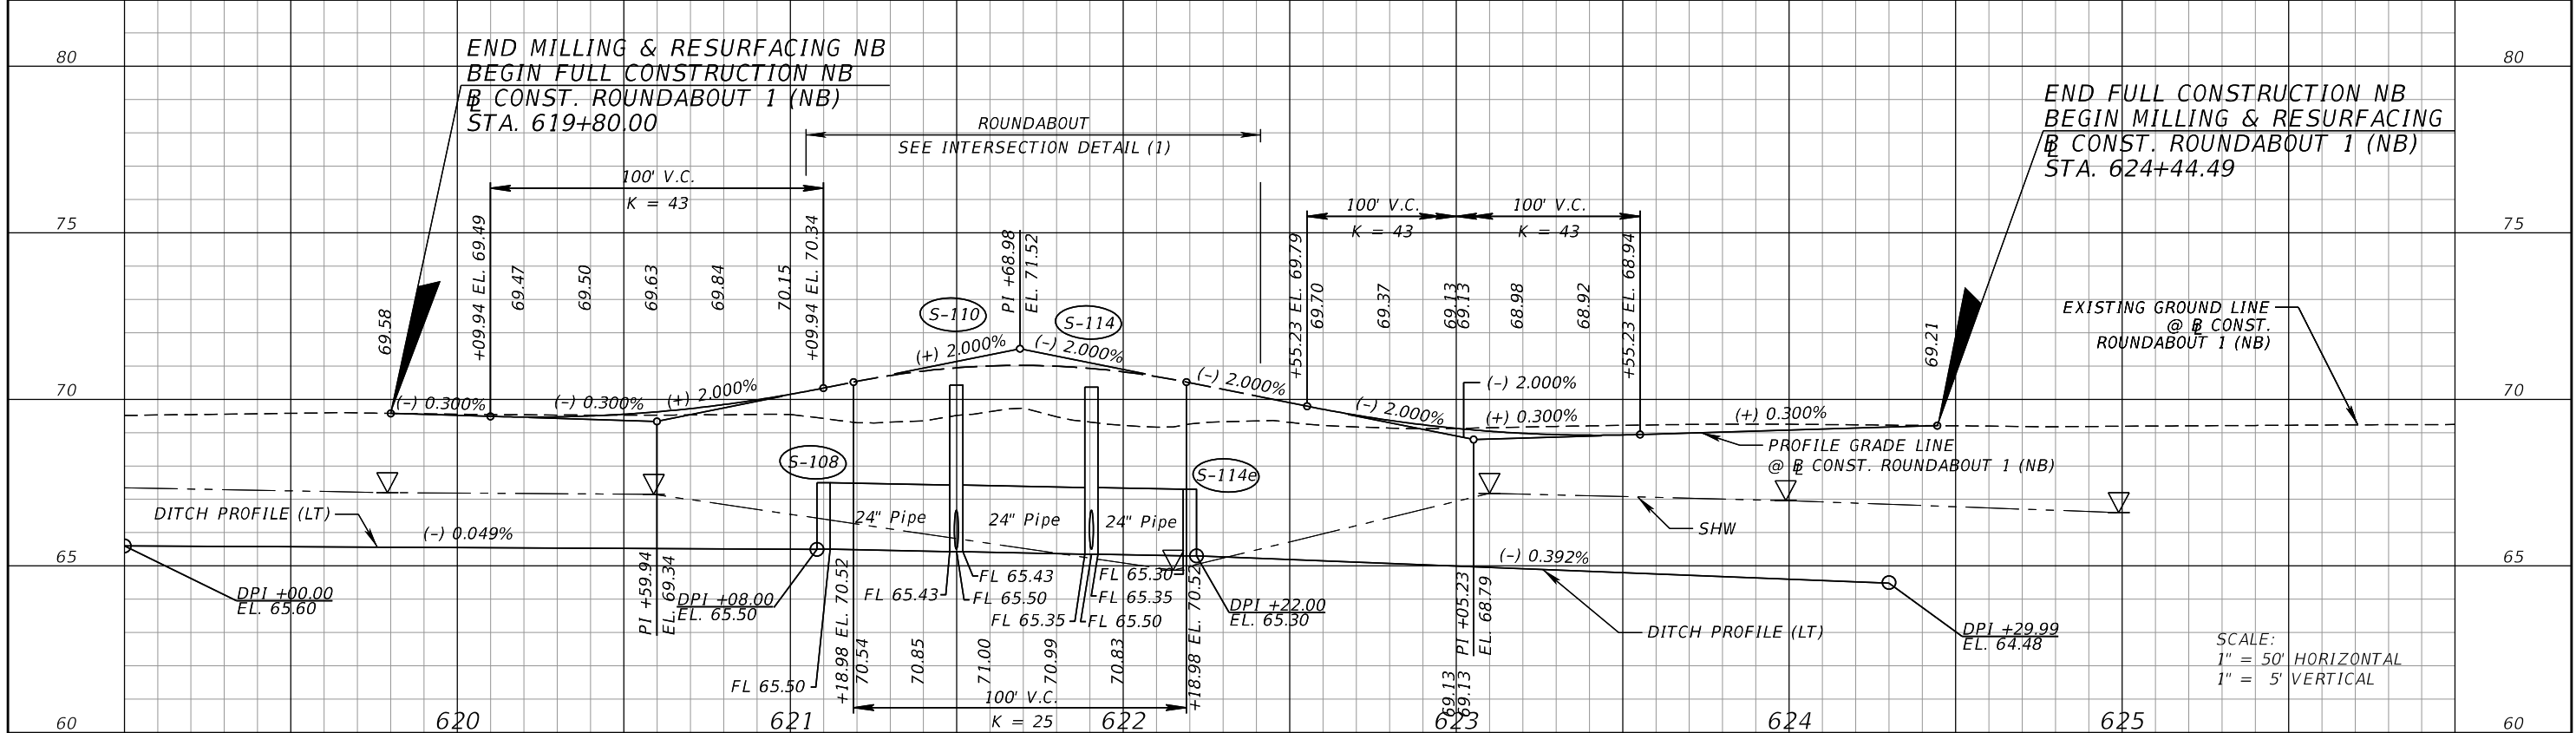 80
75
70
65
60
END MILLING & RESURFACING NB
BEGIN FULL CONSTRUCTION NB
℄ CONST. ROUNDABOUT 1 (NB)
STA. 619+80.00
ROUNDABOUT
SEE INTERSECTION DETAIL (1)
END FULL CONSTRUCTION NB
BEGIN MILLING & RESURFACING
CONST. ROUNDABOUT 1 (NB)
STA. 624+44.49
100' V.C.
K = 43
100' V.C.
K = 43
100' V.C.
K = 43
69.58
+09.94 EL. 69.49
69.47
69.50
69.63
69.84
70.15
+09.94 EL. 70.34
PI +68.98
EL. 71.52
+55.23 EL. 69.79
69.70
69.37
69.13
69.13
68.98
68.92
+55.23 EL. 68.94
69.21
S-110
S-114
EXISTING GROUND LINE
@ CONST.
ROUNDABOUT 1 (NB)
(-) 0.300%
(-) 0.300%
(+) 2.000%
(+) 2.000%
(-) 2.000%
(-) 2.000%
(-) 2.000%
(-) 2.000%
(+) 0.300%
(+) 0.300%
PROFILE GRADE LINE
@ CONST. ROUNDABOUT 1 (NB)
S-108
S-114e
DITCH PROFILE (LT)
(-) 0.049%
24" Pipe
24" Pipe
24" Pipe
SHW
(-) 0.392%
DPI +00.00
EL. 65.60
PI +59.94
EL. 69.34
DPI +08.00
EL. 65.50
FL 65.50
+18.98 EL. 70.52
FL 65.43
FL 65.43
FL 65.50
FL 65.35
FL 65.30
FL 65.35
FL 65.50
+18.98 EL. 70.52
DPI +22.00
EL. 65.30
PI +05.23
EL. 68.79
DITCH PROFILE (LT)
DPI +29.99
EL. 64.48
70.54
70.85
71.00
70.99
70.83
100' V.C.
K = 25
69.13
69.13
SCALE:
1" = 50' HORIZONTAL
1" = 5' VERTICAL
620
621
622
623
624
625
80
75
70
65
60